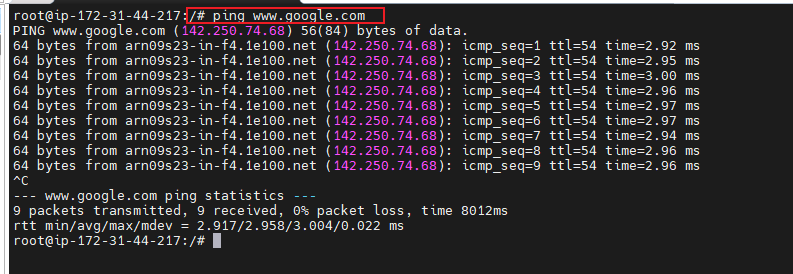 root@ip-172-31-44-217:/# ping www.google.com
PING www.google.com (142.250.74.68) 56(84) bytes of data.
64 bytes from arn09s23-in-f4.1e100.net (142.250.74.68): icmp_seq=1 ttl=54 time=2.92 ms
64 bytes from arn09s23-in-f4.1e100.net (142.250.74.68): icmp_seq=2 ttl=54 time=2.95 ms
64 bytes from arn09s23-in-f4.1e100.net (142.250.74.68): icmp_seq=3 ttl=54 time=3.00 ms
64 bytes from arn09s23-in-f4.1e100.net (142.250.74.68): icmp_seq=4 ttl=54 time=2.96 ms
64 bytes from arn09s23-in-f4.1e100.net (142.250.74.68): icmp_seq=5 ttl=54 time=2.97 ms
64 bytes from arn09s23-in-f4.1e100.net (142.250.74.68): icmp_seq=6 ttl=54 time=2.97 ms
64 bytes from arn09s23-in-f4.1e100.net (142.250.74.68): icmp_seq=7 ttl=54 time=2.94 ms
64 bytes from arn09s23-in-f4.1e100.net (142.250.74.68): icmp_seq=8 ttl=54 time=2.96 ms
64 bytes from arn09s23-in-f4.1e100.net (142.250.74.68): icmp_seq=9 ttl=54 time=2.96 ms
^C
--- www.google.com ping statistics ---
9 packets transmitted, 9 received, 0% packet loss, time 8012ms
rtt min/avg/max/mdev = 2.917/2.958/3.004/0.022 ms
root@ip-172-31-44-217:/#